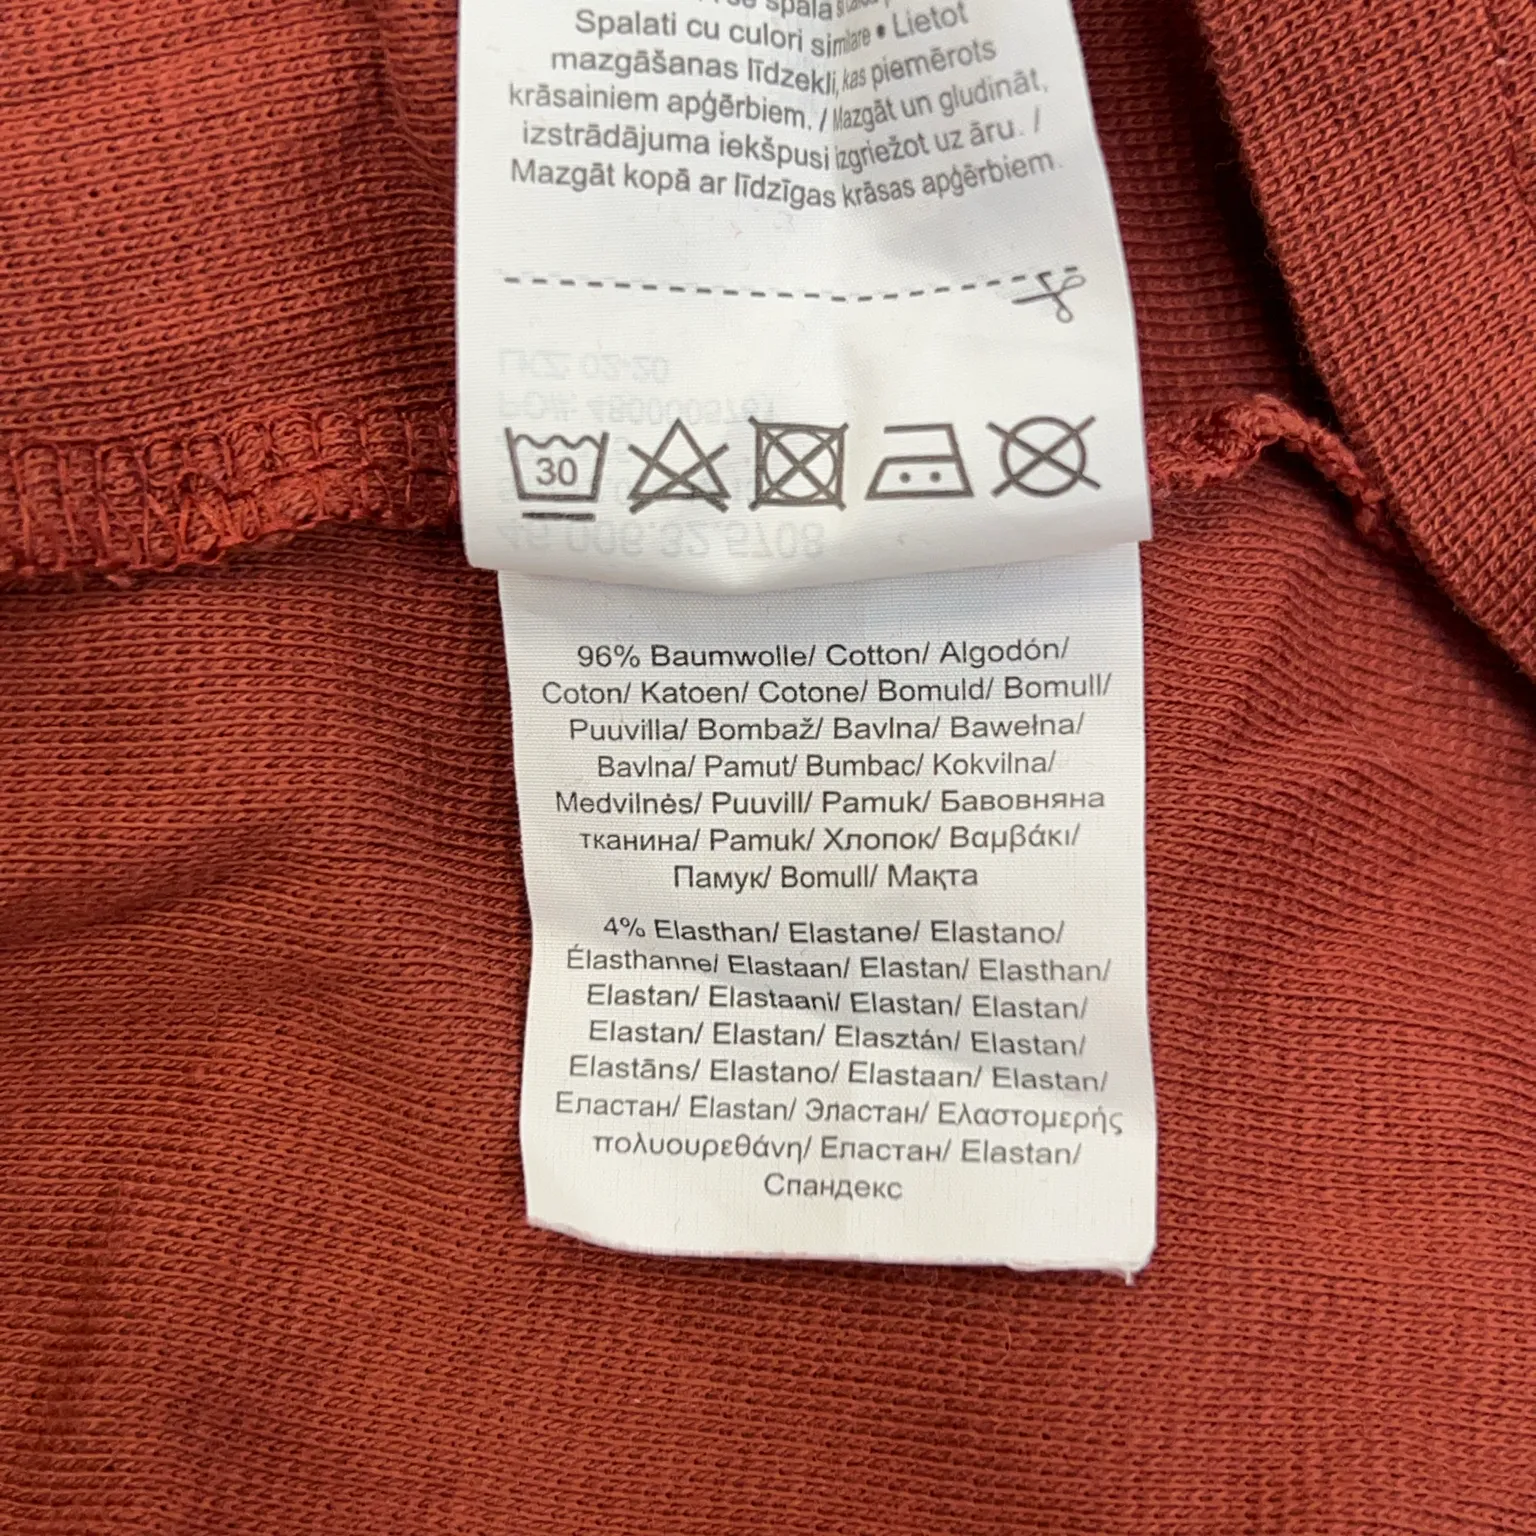 Spalati cu culori similare • Lietot
mazgāšanas līdzekli, kas piemērots
krāsainiem apģērbiem. / Mazgāt un gludināt,
izstrādājuma iekšpusi izgriežot uz āru. /
Mazgāt kopā ar līdzīgas krāsas apģērbiem.
30
96% Baumwolle/ Cotton/ Algodón/
Coton/ Katoen/ Cotone/ Bomuld/ Bomull/
Puuvilla/ Bombaž/ Bavlna/ Bawełna/
Bavlna/ Pamut/ Bumbac/ Kokvilna/
Medvilnės/ Puuvill/ Pamuk/ Бавовняна
тканина/ Pamuk/ Хлопок/ Βαμβάκι/
Памук/ Bomull/ Мақта
4% Elasthan/ Elastane/ Elastano/
Élasthanne/ Elastaan/ Elastan/ Elasthan/
Elastan/ Elastaani/ Elastan/ Elastan/
Elastan/ Elastan/ Elasztán/ Elastan/
Elastāns/ Elastano/ Elastaan/ Elastan/
Еластан/ Elastan/ Эластан/ Ελαστομερής
πολυουρεθάνη/ Еластан/ Elastan/
Спандекс